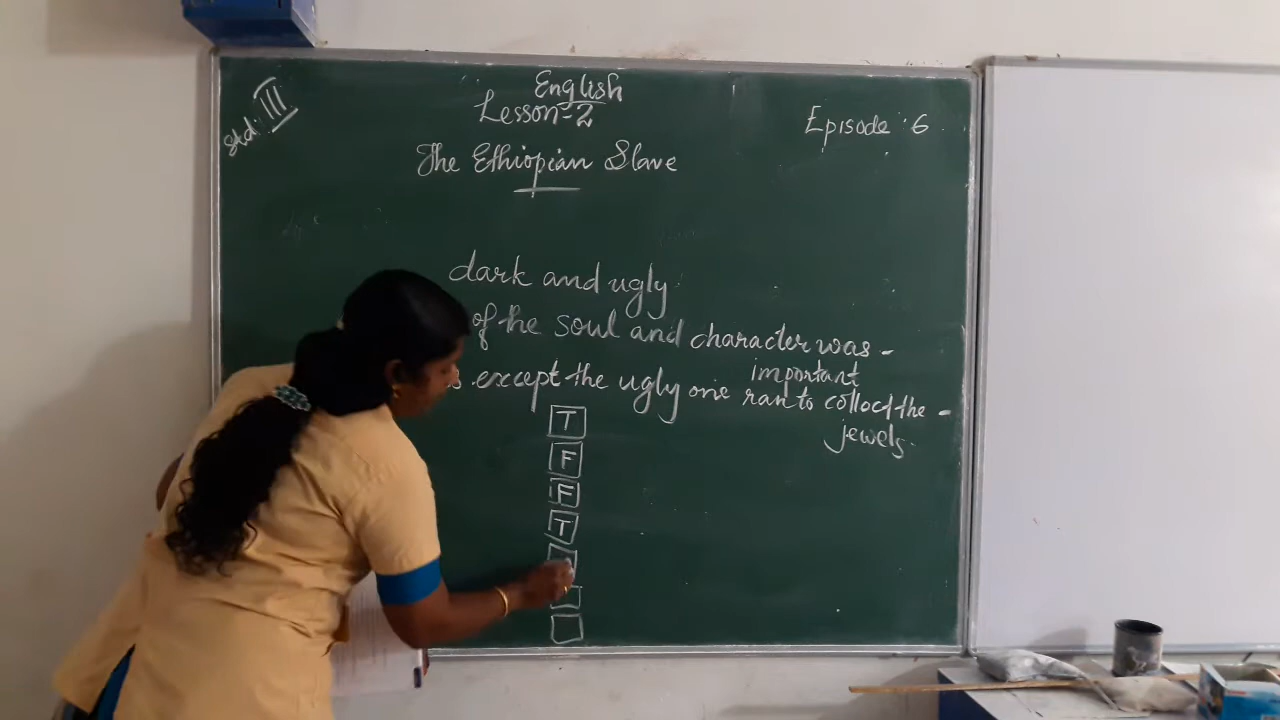 Std: III
English
Lesson-2
Episode : 6
The Ethiopian Slave
dark and ugly
of the soul and character was -
important
s. except the ugly one ran to collect the -
jewels.
T
F
F
T